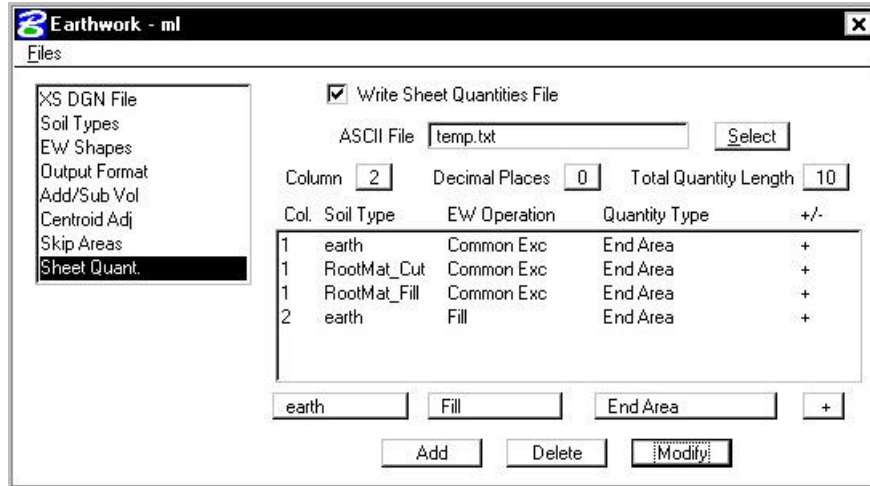 Earthwork - ml
Files
XS DGN File
Soil Types
EW Shapes
Output Format
Add/Sub Vol
Centroid Adj
Skip Areas
Sheet Quant.
Write Sheet Quantities File
ASCII File temp.txt Select
Column 2 Decimal Places 0 Total Quantity Length 10
Col. Soil Type EW Operation Quantity Type +/-
1 earth Common Exc End Area +
1 RootMat_Cut Common Exc End Area +
1 RootMat_Fill Common Exc End Area +
2 earth Fill End Area +
earth Fill End Area +
Add Delete Modify